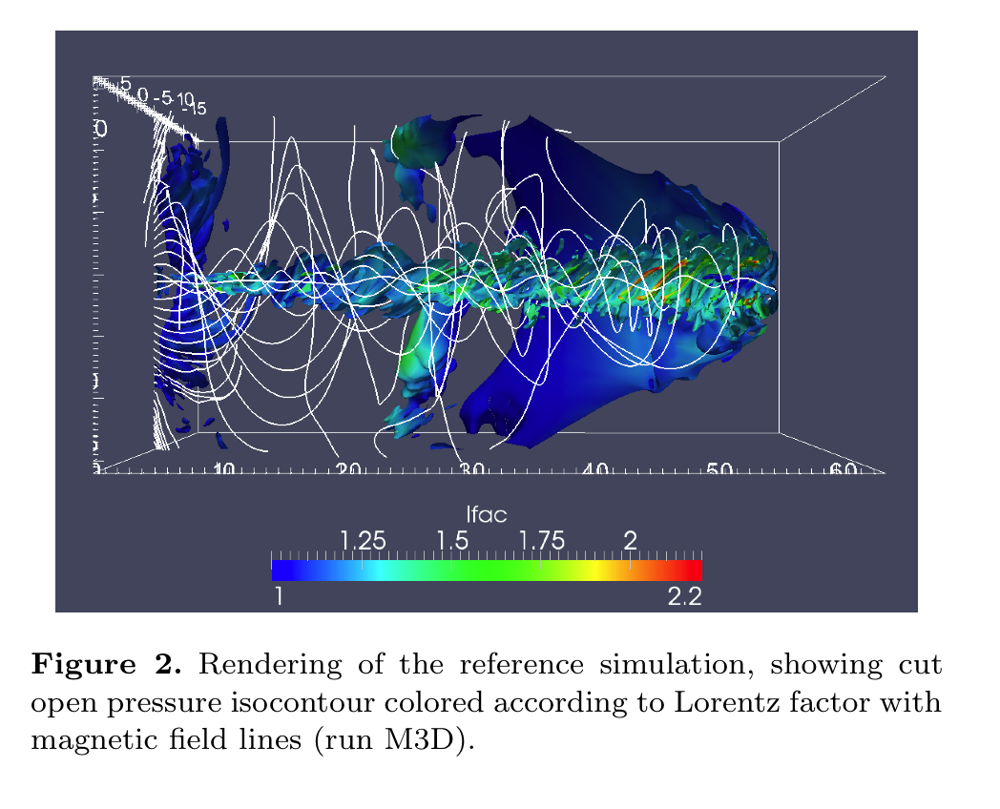 5 0 -5 -10 -15
0
10 20 30 40 50 60
lfac
1.25 1.5 1.75 2
1 2.2
Figure 2. Rendering of the reference simulation, showing cut
open pressure isocontour colored according to Lorentz factor with
magnetic field lines (run M3D).